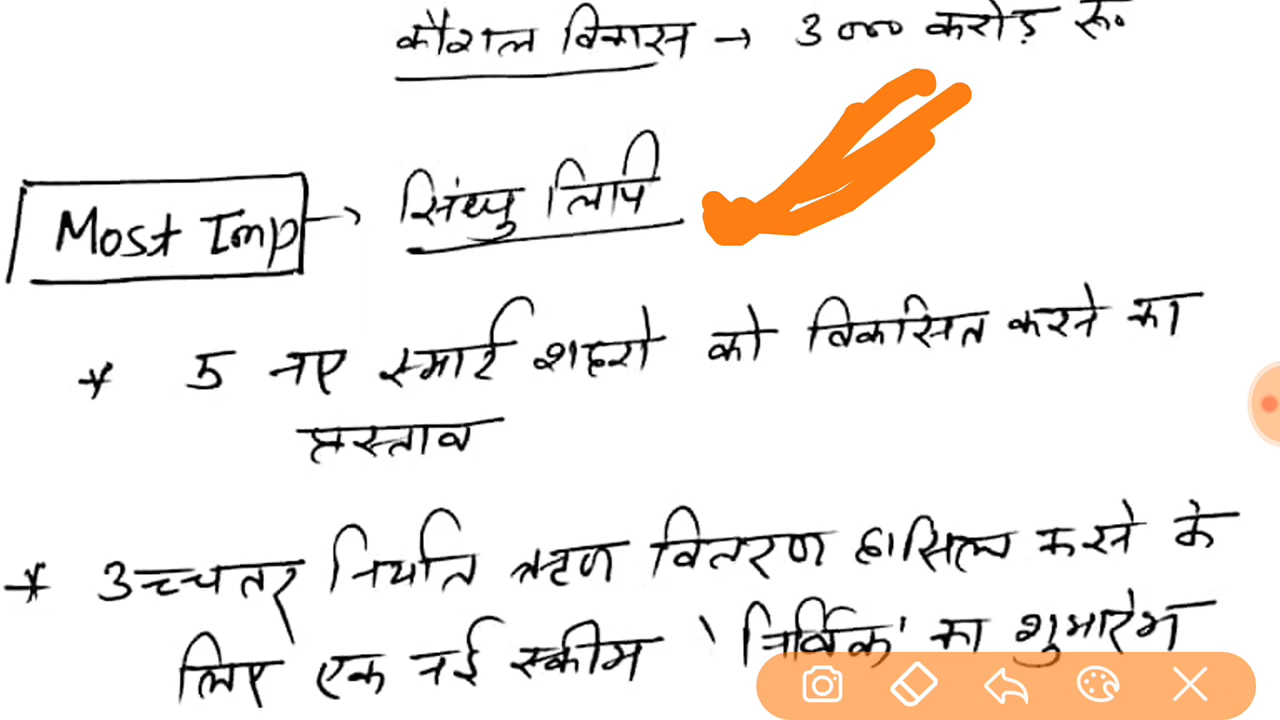 कौशल विकास → 3000 करोड़ रू०
Most Imp → सिंधु लिपि
* 5 नए स्मार्ट शहरो को विकसित करने का
प्रस्ताव
* उच्चतर निर्यात ऋण वितरण हासिल करने के
लिए एक नई स्कीम 'निर्विक' का शुभारंभ